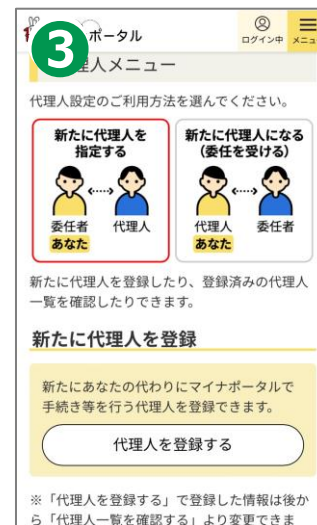 3
ポータル
ログイン中
メニュ
理人メニュー
代理人設定のご利用方法を選んでください。
新たに代理人を
指定する
委任者
代理人
あなた
新たに代理人になる
(委任を受ける)
代理人
委任者
あなた
新たに代理人を登録したり、登録済みの代理人
一覧を確認したりできます。
新たに代理人を登録
新たにあなたの代わりにマイナポータルで
手続き等を行う代理人を登録できます。
代理人を登録する
※「代理人を登録する」で登録した情報は後か
ら「代理人一覧を確認する」より変更できま